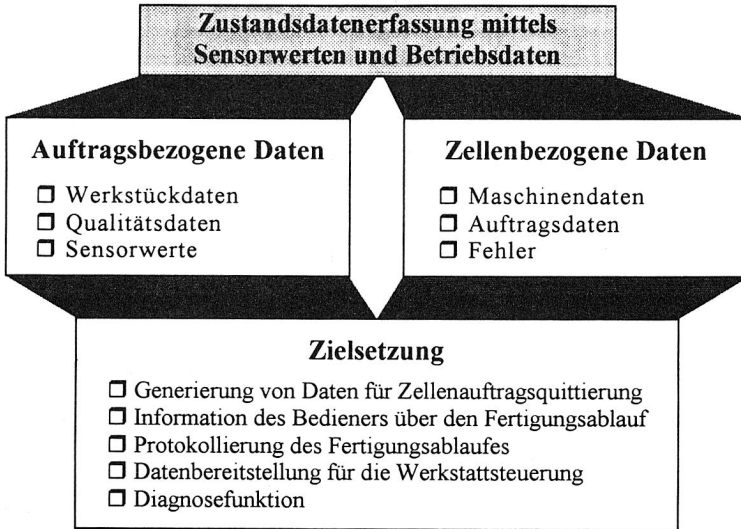 Zustandsdatenerfassung mittels
Sensorwerten und Betriebsdaten
Auftragsbezogene Daten
❒ Werkstückdaten
❒ Qualitätsdaten
❒ Sensorwerte
Zellenbezogene Daten
❒ Maschinendaten
❒ Auftragsdaten
❒ Fehler
Zielsetzung
❒ Generierung von Daten für Zellenauftragsquittierung
❒ Information des Bedieners über den Fertigungsablauf
❒ Protokollierung des Fertigungsablaufes
❒ Datenbereitstellung für die Werkstattsteuerung
❒ Diagnosefunktion